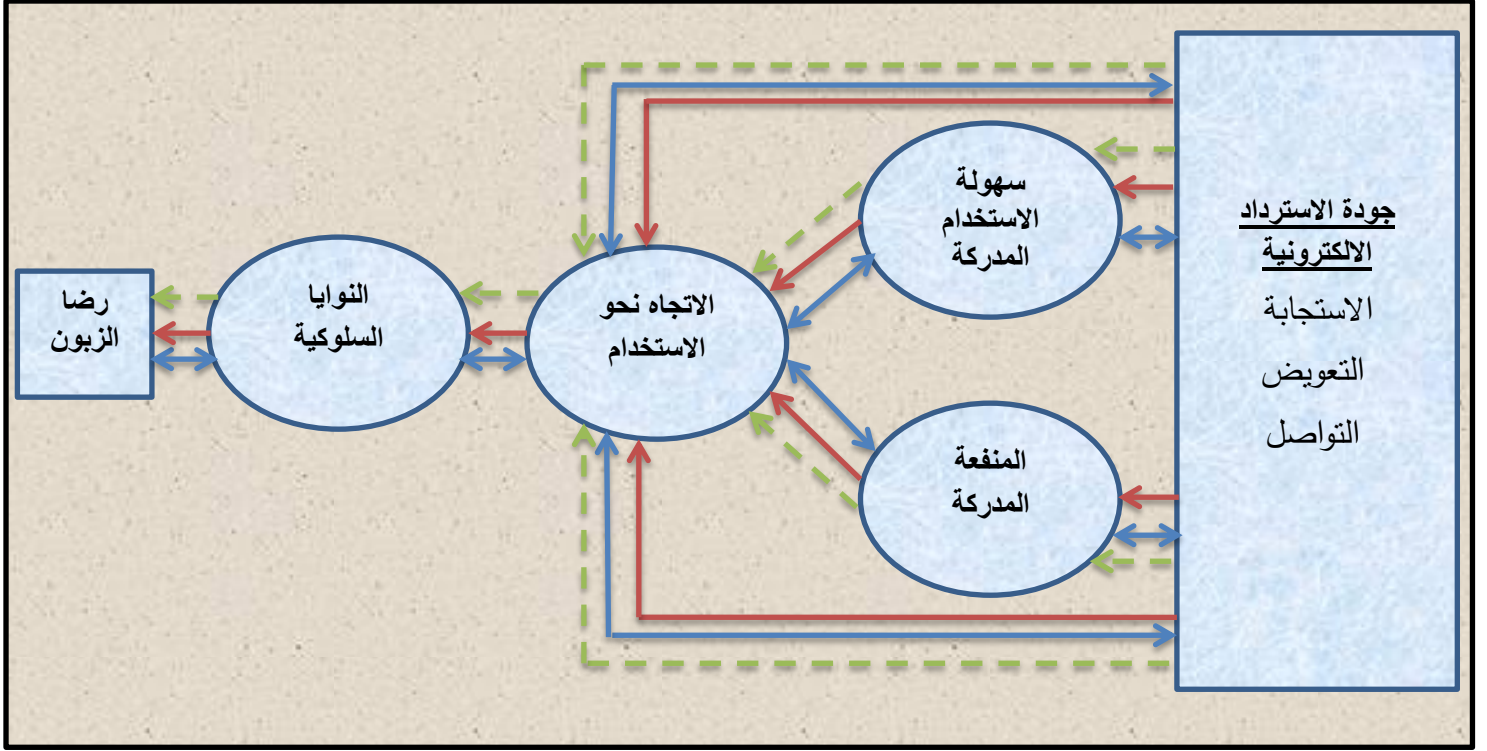 جودة الاسترداد
الالكترونية
الاستجابة
التعويض
التواصل
سهولة
الاستخدام
المدركة
المنفعة
المدركة
الاتجاه نحو
الاستخدام
النوايا
السلوكية
رضا
الزبون